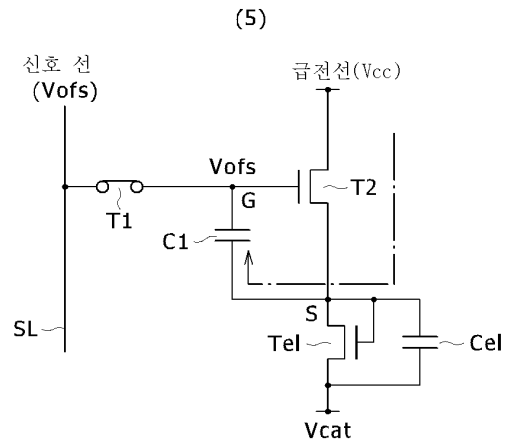 (5)
신호 선
(Vofs)
급전선(Vcc)
Vofs
G
T2
T1
C1
S
SL
Tel
Cel
Vcat